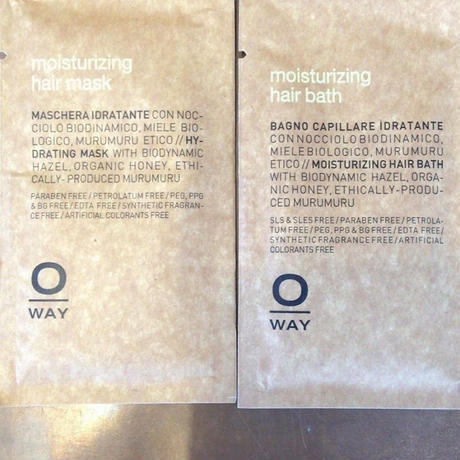 moisturizing
hair mask
MASCHERA IDRATANTE CON NOC-
CIOLO BIODINAMICO, MIELE BIO-
LOGICO, MURUMURU ETICO // HY-
DRATING MASK WITH BIODYNAMIC
HAZEL, ORGANIC HONEY, ETHI-
CALLY-PRODUCED MURUMURU
PARABEN FREE / PETROLATUM FREE / PEG, PPG
& BG FREE / EDTA FREE / SYNTHETIC FRAGRAN-
CE FREE / ARTIFICIAL COLORANTS FREE
O
WAY
moisturizing
hair bath
BAGNO CAPILLARE IDRATANTE
CON NOCCIOLO BIODINAMICO,
MIELE BIOLOGICO, MURUMURU
ETICO // MOISTURIZING HAIR BATH
WITH BIODYNAMIC HAZEL, ORGA-
NIC HONEY, ETHICALLY-PRODU-
CED MURUMURU
SLS & SLES FREE / PARABEN FREE / PETROLA-
TUM FREE / PEG, PPG & BG FREE / EDTA FREE /
SYNTHETIC FRAGRANCE FREE / ARTIFICIAL
COLORANTS FREE
O
WAY